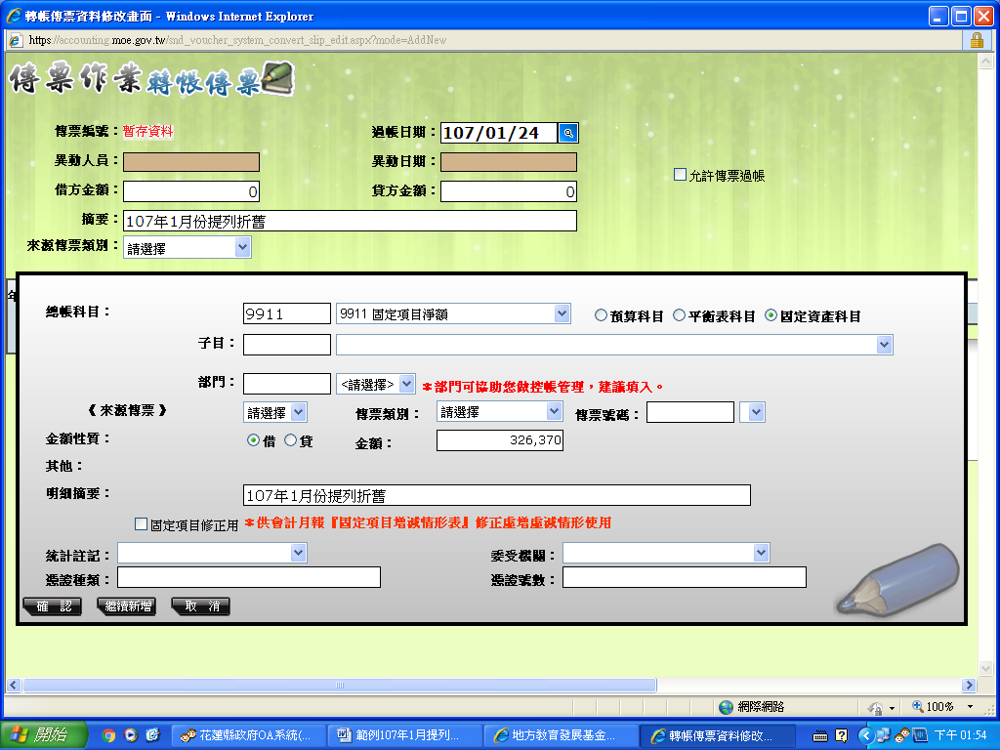 轉帳傳票資料修改畫面 - Windows Internet Explorer
https://accounting.moe.gov.tw/snd_voucher_system_convert_slip_edit.aspx?mode=AddNew
傳票作業 轉帳傳票
傳票編號：暫存資料 過帳日期：107/01/24
異動人員： 異動日期：
允許傳票過帳
借方金額：0 貸方金額：0
摘要：107年1月份提列折舊
來源傳票類別：請選擇
年
總帳科目：9911 9911 固定項目淨額 預算科目 平衡表科目 固定資產科目
子目：
部門：<請選擇> *部門可協助您做控帳管理，建議填入。
《來源傳票》 請選擇 傳票類別：請選擇 傳票號碼：
金額性質：借 貸 金額：326,370
其他：
明細摘要：107年1月份提列折舊
固定項目修正用 *供會計月報『固定項目增減情形表』修正虛增虛減情形使用
統計註記： 委受機關：
憑證種類： 憑證號數：
確 認 繼續新增 取 消
網際網路 100%
開始 花蓮縣政府OA系統(... 範例107年1月提列... 地方教育發展基金... 轉帳傳票資料修改... 下午 01:54